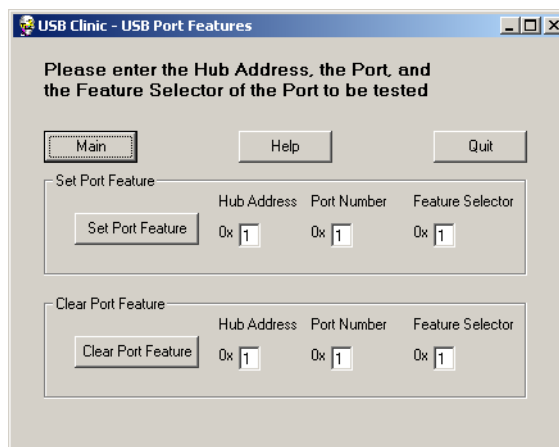 USB Clinic - USB Port Features
Please enter the Hub Address, the Port, and
the Feature Selector of the Port to be tested
Main Help Quit
Set Port Feature
Hub Address Port Number Feature Selector
Set Port Feature 0x 1 0x 1 0x 1
Clear Port Feature
Hub Address Port Number Feature Selector
Clear Port Feature 0x 1 0x 1 0x 1